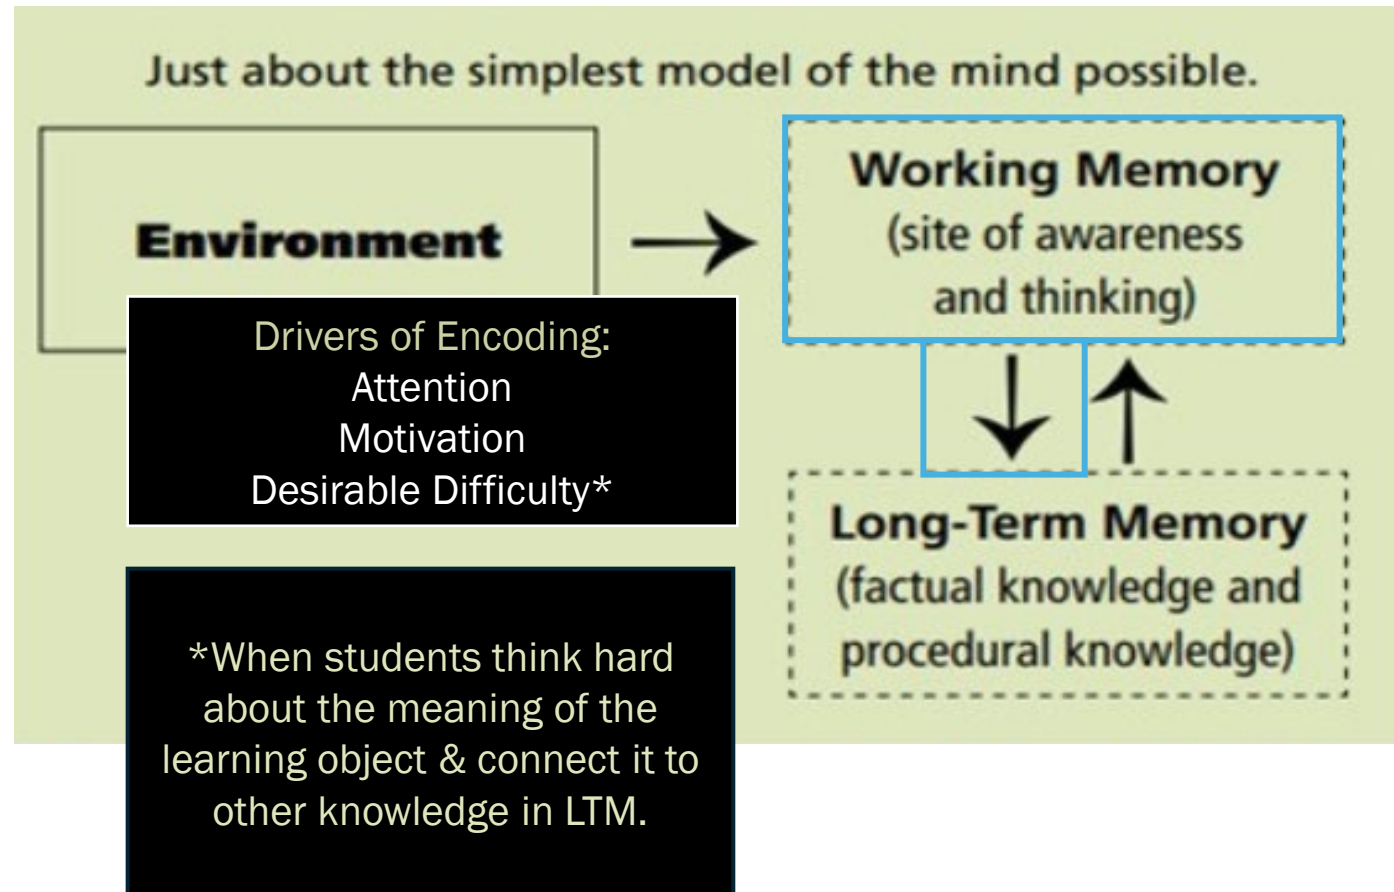 Just about the simplest model of the mind possible.
Environment
Working Memory
(site of awareness
and thinking)
Drivers of Encoding:
Attention
Motivation
Desirable Difficulty*
Long-Term Memory
(factual knowledge and
procedural knowledge)
*When students think hard
about the meaning of the
learning object & connect it to
other knowledge in LTM.